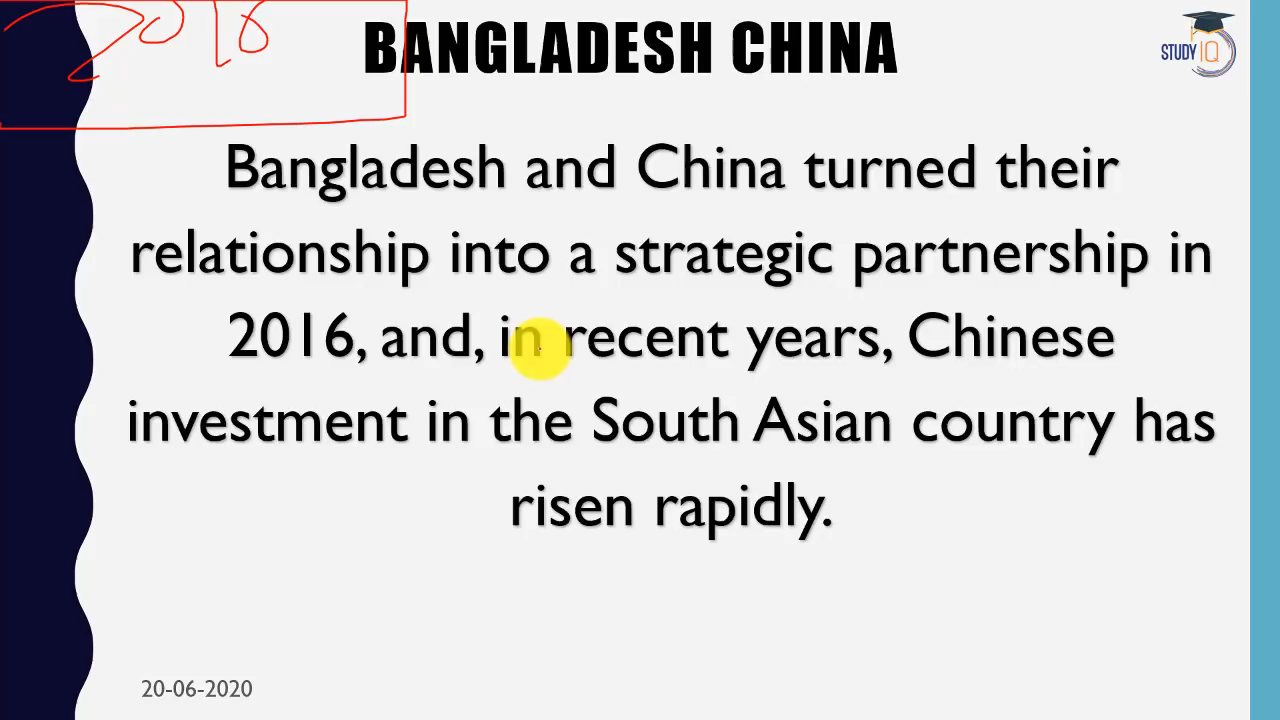 2016
BANGLADESH CHINA
STUDY IQ
Bangladesh and China turned their
relationship into a strategic partnership in
2016, and, in recent years, Chinese
investment in the South Asian country has
risen rapidly.
20-06-2020